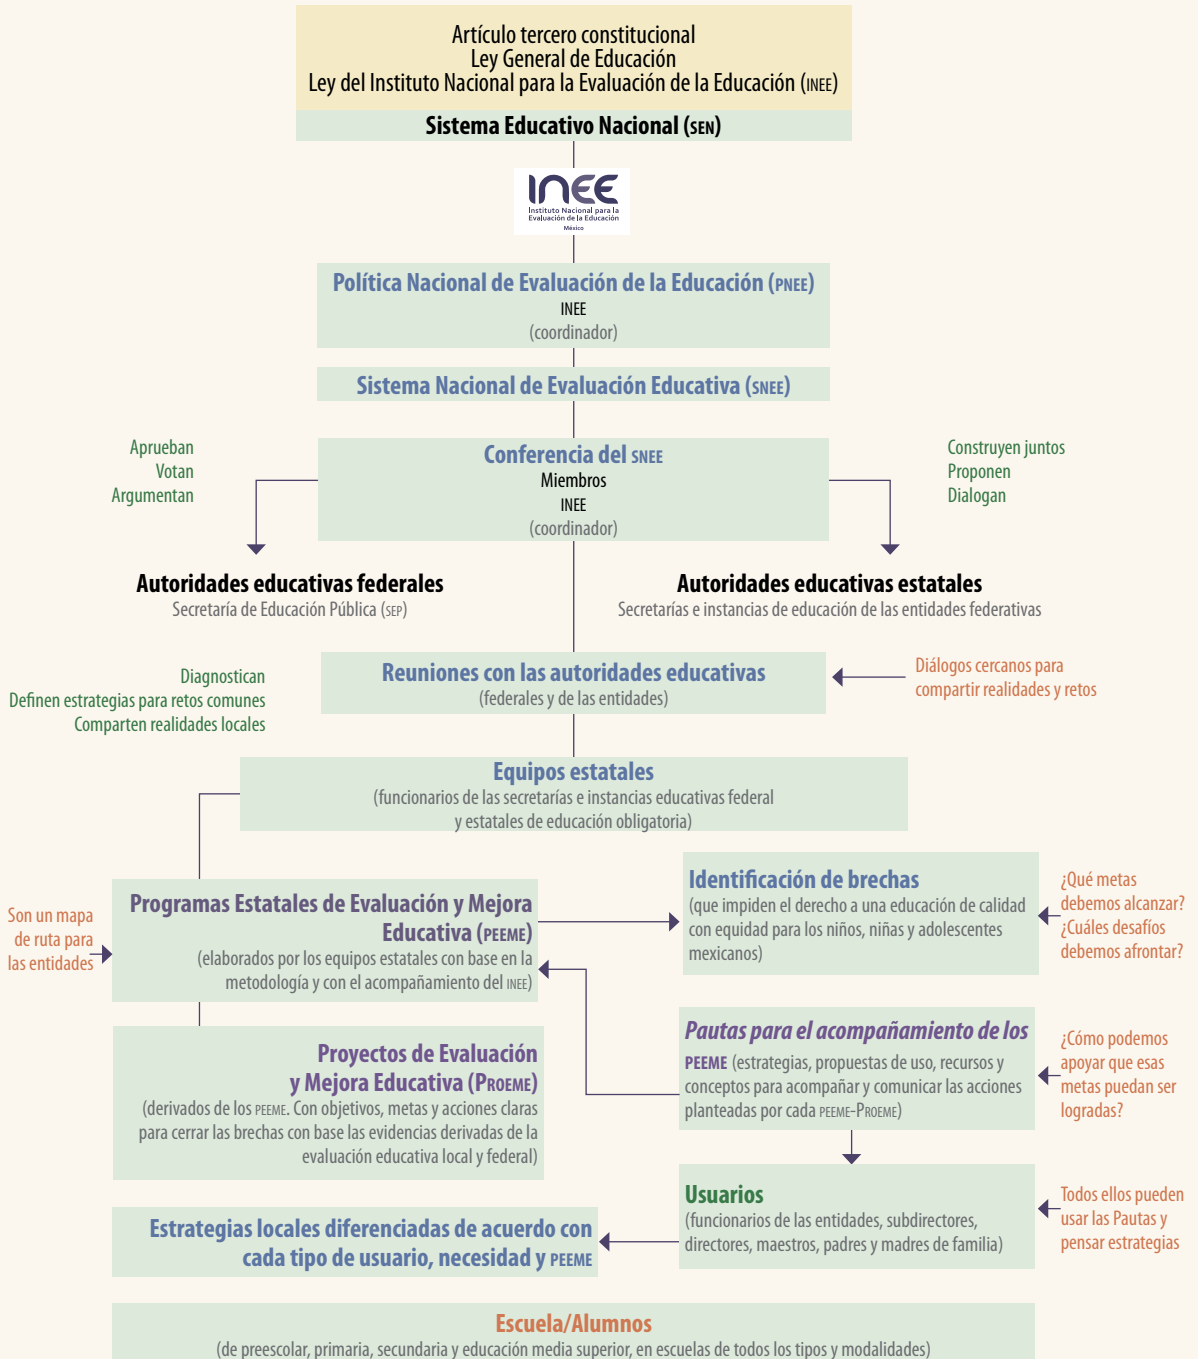 Artículo tercero constitucional
Ley General de Educación
Ley del Instituto Nacional para la Evaluación de la Educación (INEE)
Sistema Educativo Nacional (SEN)
INEE
Instituto Nacional para la
Evaluación de la Educación
México
Política Nacional de Evaluación de la Educación (PNEE)
INEE
(coordinador)
Sistema Nacional de Evaluación Educativa (SNEE)
Aprueban
Votan
Argumentan
Conferencia del SNEE
Miembros
INEE
(coordinador)
Construyen juntos
Proponen
Dialogan
Autoridades educativas federales
Secretaría de Educación Pública (SEP)
Autoridades educativas estatales
Secretarías e instancias de educación de las entidades federativas
Diagnostican
Definen estrategias para retos comunes
Comparten realidades locales
Reuniones con las autoridades educativas
(federales y de las entidades)
Diálogos cercanos para
compartir realidades y retos
Equipos estatales
(funcionarios de las secretarías e instancias educativas federal
y estatales de educación obligatoria)
Son un mapa
de ruta para
las entidades
Programas Estatales de Evaluación y Mejora
Educativa (PEEME)
(elaborados por los equipos estatales con base en la
metodología y con el acompañamiento del INEE)
Identificación de brechas
(que impiden el derecho a una educación de calidad
con equidad para los niños, niñas y adolescentes
mexicanos)
¿Qué metas
debemos alcanzar?
¿Cuáles desafíos
debemos afrontar?
Proyectos de Evaluación
y Mejora Educativa (PROEME)
(derivados de los PEEME. Con objetivos, metas y acciones claras
para cerrar las brechas con base las evidencias derivadas de la
evaluación educativa local y federal)
Pautas para el acompañamiento de los
PEEME (estrategias, propuestas de uso, recursos y
conceptos para acompañar y comunicar las acciones
planteadas por cada PEEME-PROEME)
¿Cómo podemos
apoyar que esas
metas puedan ser
logradas?
Usuarios
(funcionarios de las entidades, subdirectores,
directores, maestros, padres y madres de familia)
Todos ellos pueden
usar las Pautas y
pensar estrategias
Estrategias locales diferenciadas de acuerdo con
cada tipo de usuario, necesidad y PEEME
Escuela/Alumnos
(de preescolar, primaria, secundaria y educación media superior, en escuelas de todos los tipos y modalidades)